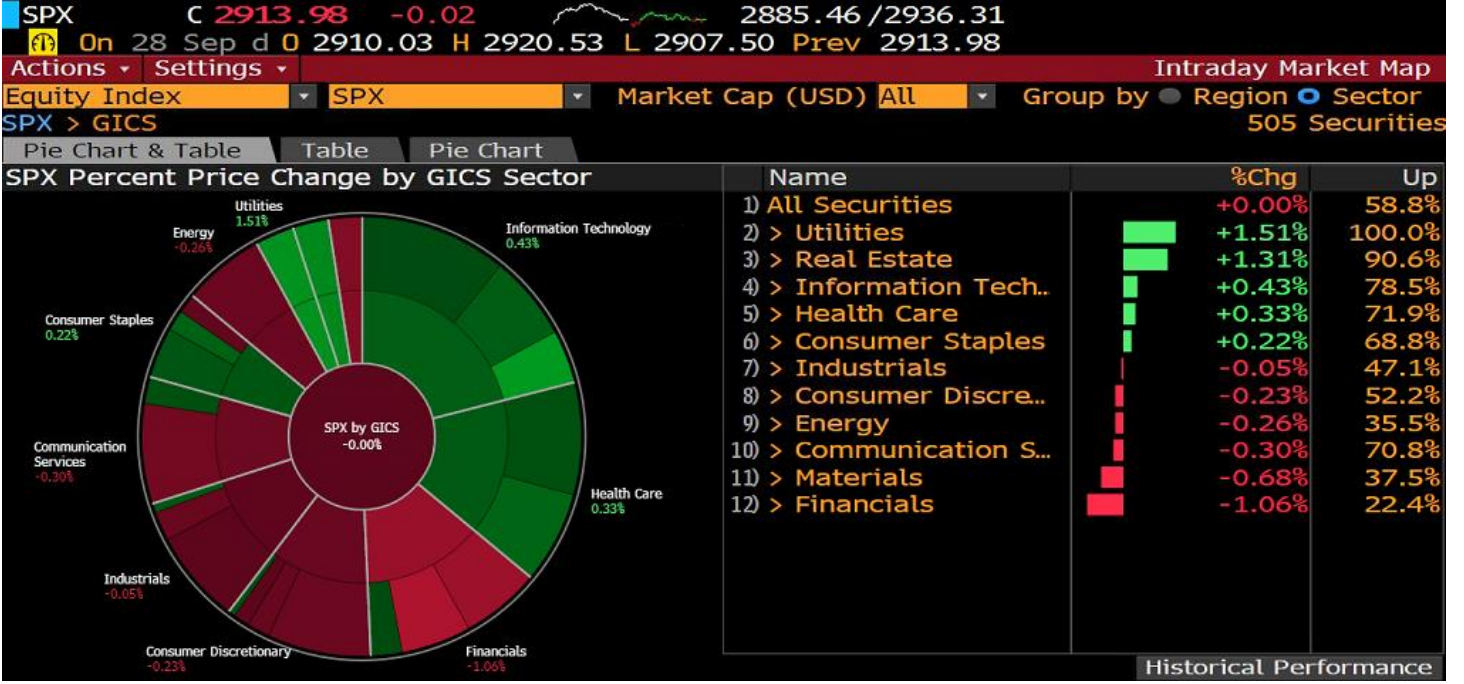 SPX C 2913.98 -0.02 2885.46/2936.31
On 28 Sep d O 2910.03 H 2920.53 L 2907.50 Prev 2913.98
Actions Settings Intraday Market Map
Equity Index SPX Market Cap (USD) All Group by Region Sector
SPX > GICS 505 Securities
Pie Chart & Table Table Pie Chart
SPX Percent Price Change by GICS Sector
Utilities
1.51%
Energy
-0.26%
Information Technology
0.43%
Consumer Staples
0.22%
SPX by GICS
-0.00%
Communication
Services
-0.30%
Health Care
0.33%
Industrials
-0.05%
Consumer Discretionary
-0.23%
Financials
-1.06%
Name %Chg Up
1) All Securities +0.00% 58.8%
2) > Utilities +1.51% 100.0%
3) > Real Estate +1.31% 90.6%
4) > Information Tech.. +0.43% 78.5%
5) > Health Care +0.33% 71.9%
6) > Consumer Staples +0.22% 68.8%
7) > Industrials -0.05% 47.1%
8) > Consumer Discre... -0.23% 52.2%
9) > Energy -0.26% 35.5%
10) > Communication S... -0.30% 70.8%
11) > Materials -0.68% 37.5%
12) > Financials -1.06% 22.4%
Historical Performance